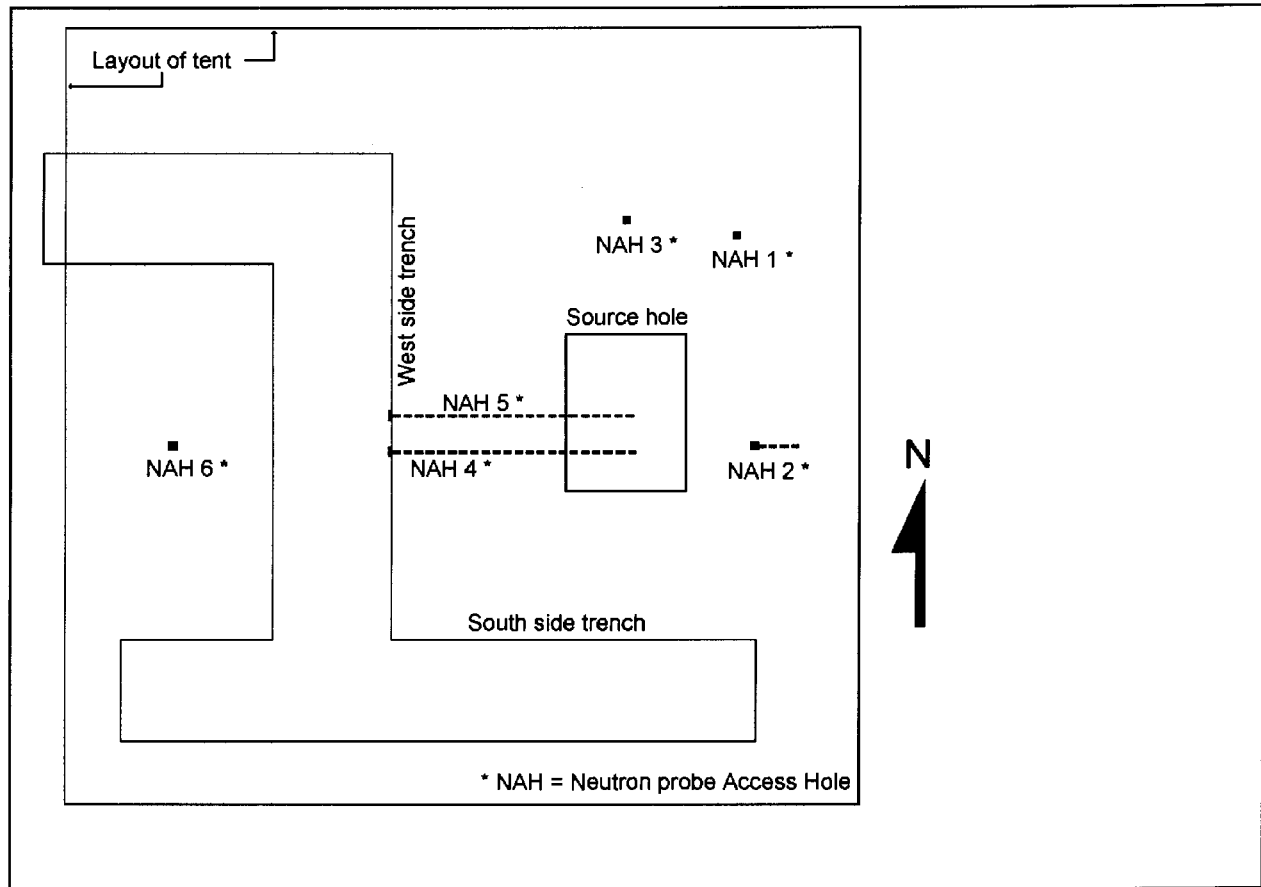 Layout of tent
West side trench
NAH 3 *
NAH 1 *
Source hole
NAH 5 *
NAH 4 *
NAH 6 *
NAH 2 *
N
South side trench
* NAH = Neutron probe Access Hole